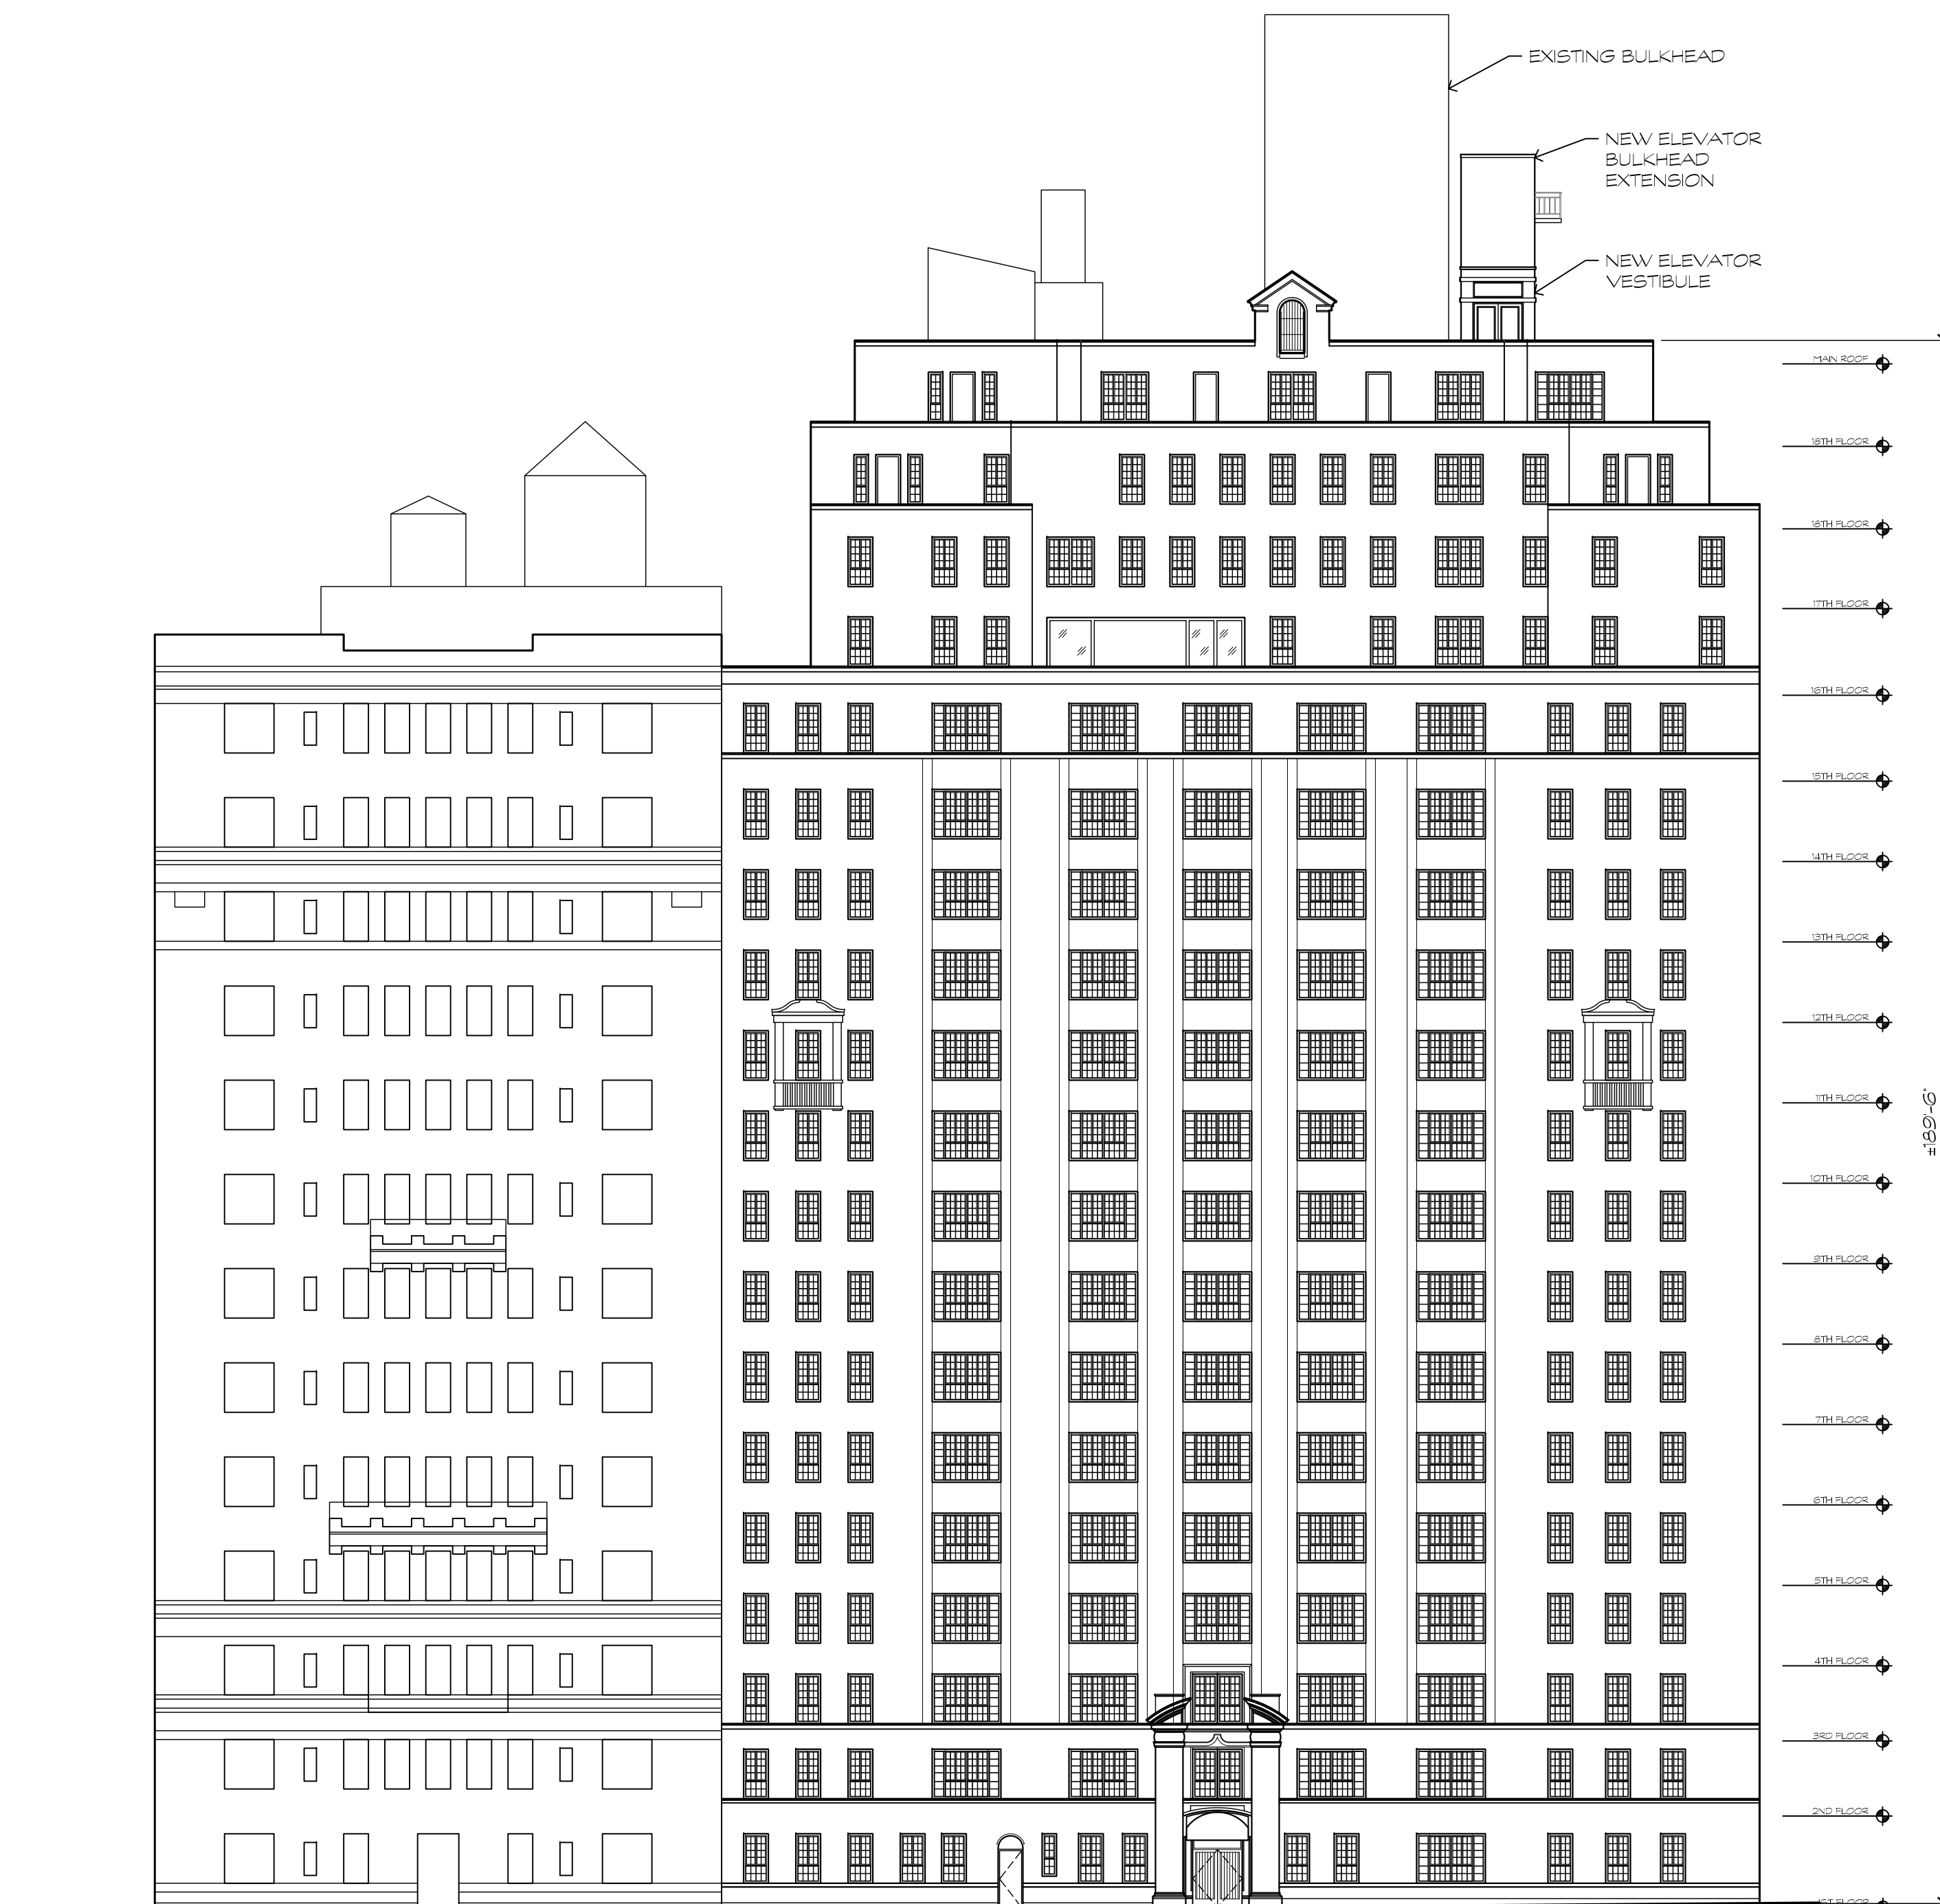 EXISTING BULKHEAD
NEW ELEVATOR
BULKHEAD
EXTENSION
NEW ELEVATOR
VESTIBULE
MAIN ROOF
18TH FLOOR
18TH FLOOR
17TH FLOOR
16TH FLOOR
15TH FLOOR
14TH FLOOR
13TH FLOOR
12TH FLOOR
11TH FLOOR
±189'-6"
10TH FLOOR
9TH FLOOR
8TH FLOOR
7TH FLOOR
6TH FLOOR
5TH FLOOR
4TH FLOOR
3RD FLOOR
2ND FLOOR
1ST FLOOR